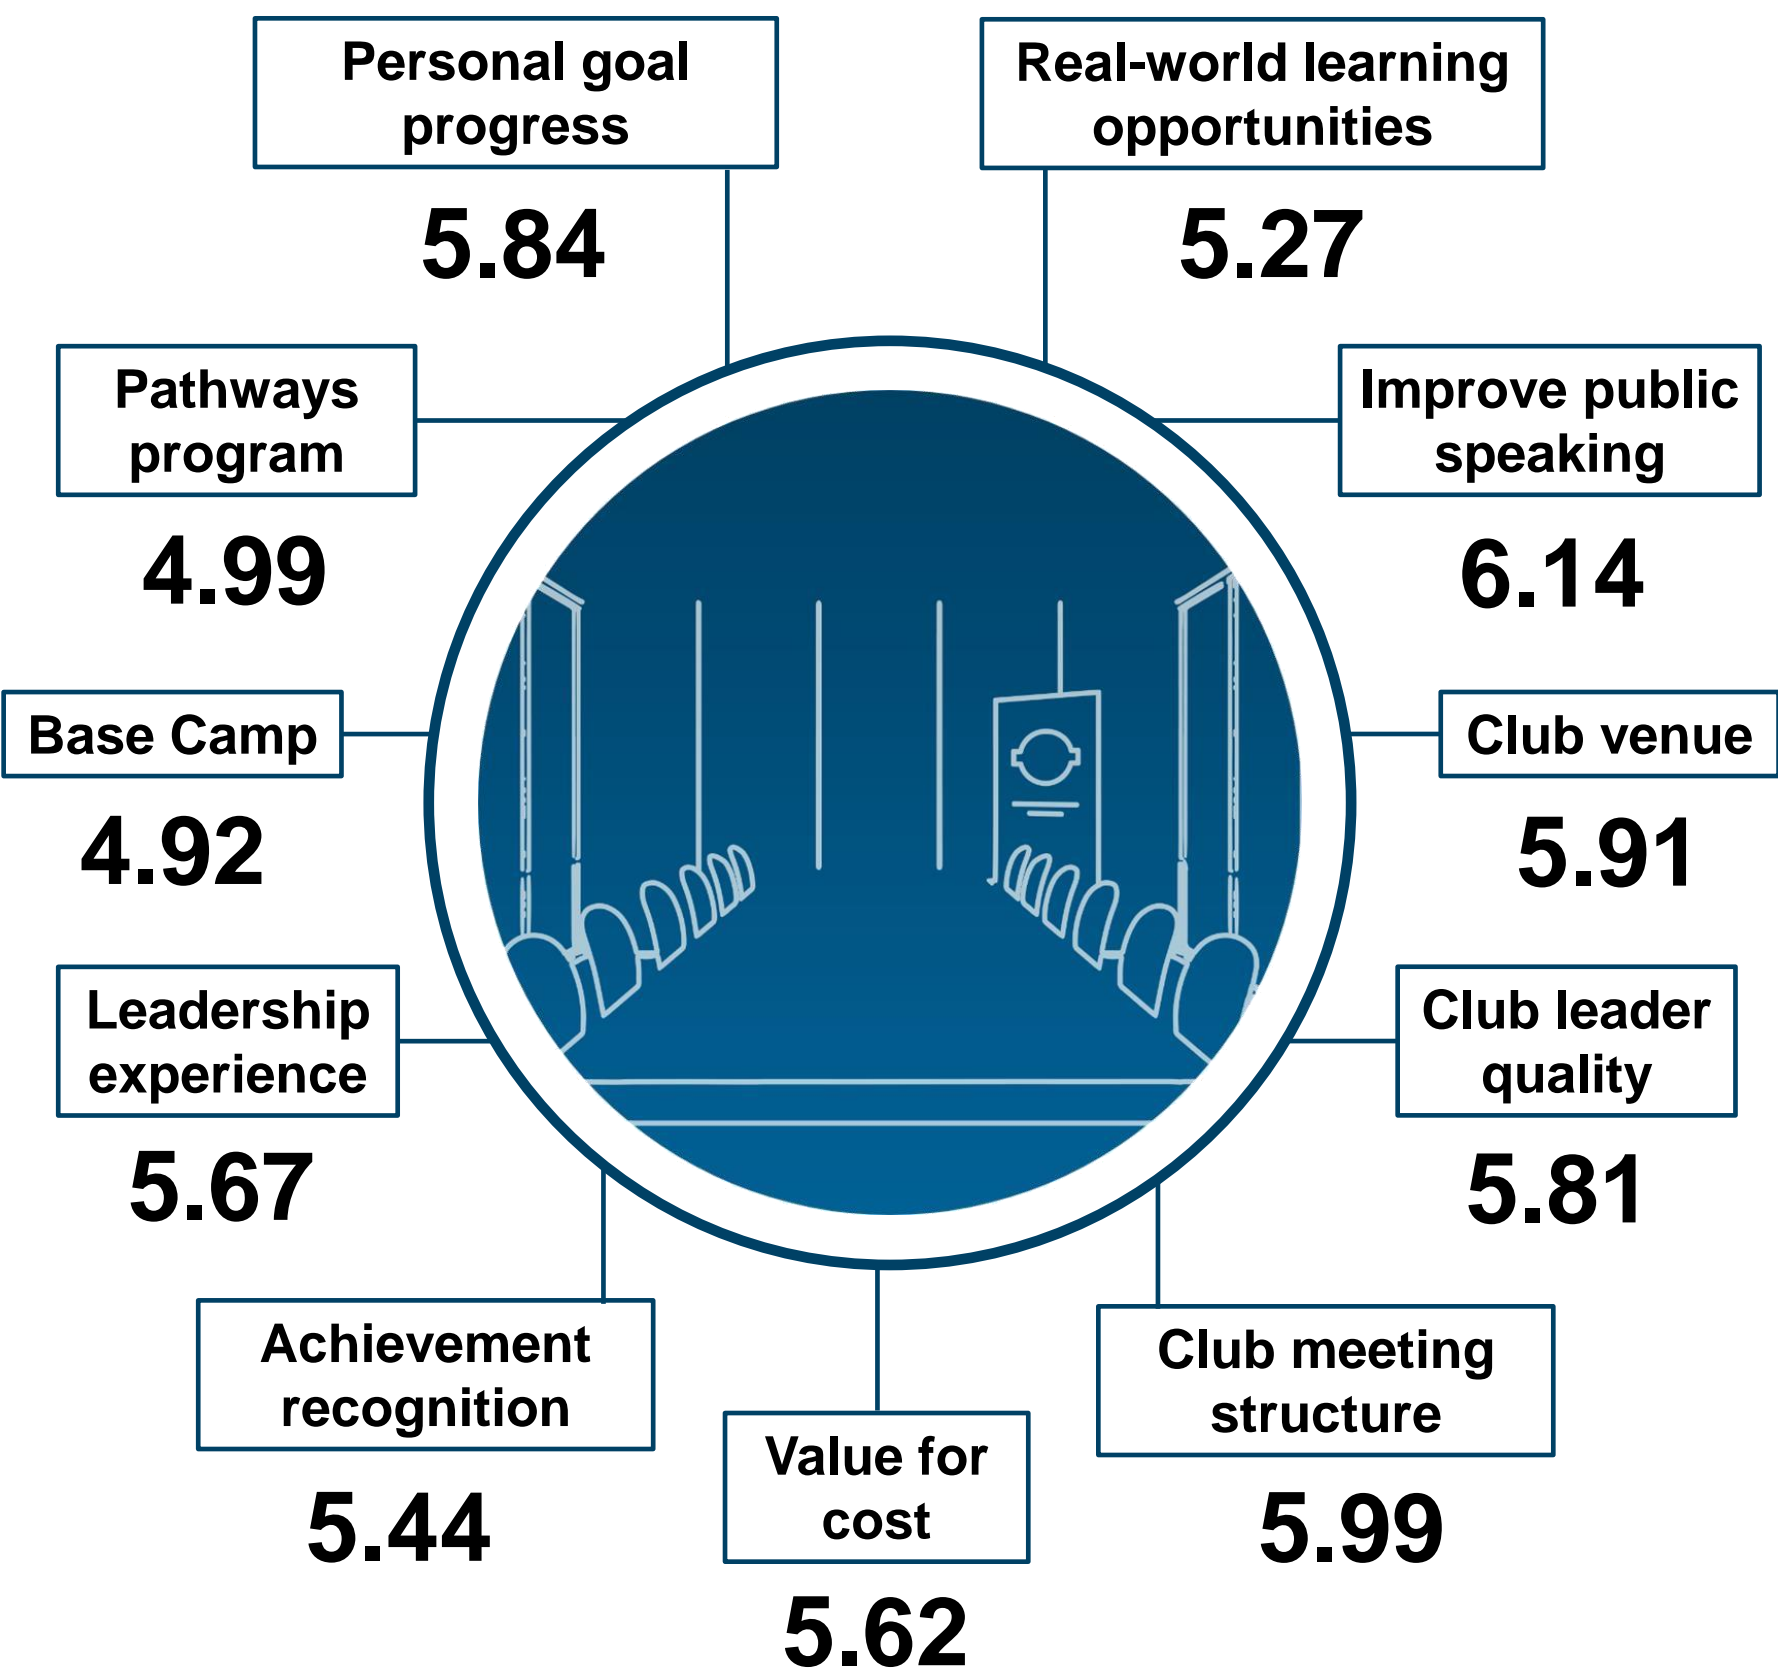 Personal goal
progress
5.84
Real-world learning
opportunities
5.27
Pathways
program
4.99
Improve public
speaking
6.14
Base Camp
4.92
Club venue
5.91
Leadership
experience
5.67
Club leader
quality
5.81
Achievement
recognition
5.44
Value for
cost
5.62
Club meeting
structure
5.99